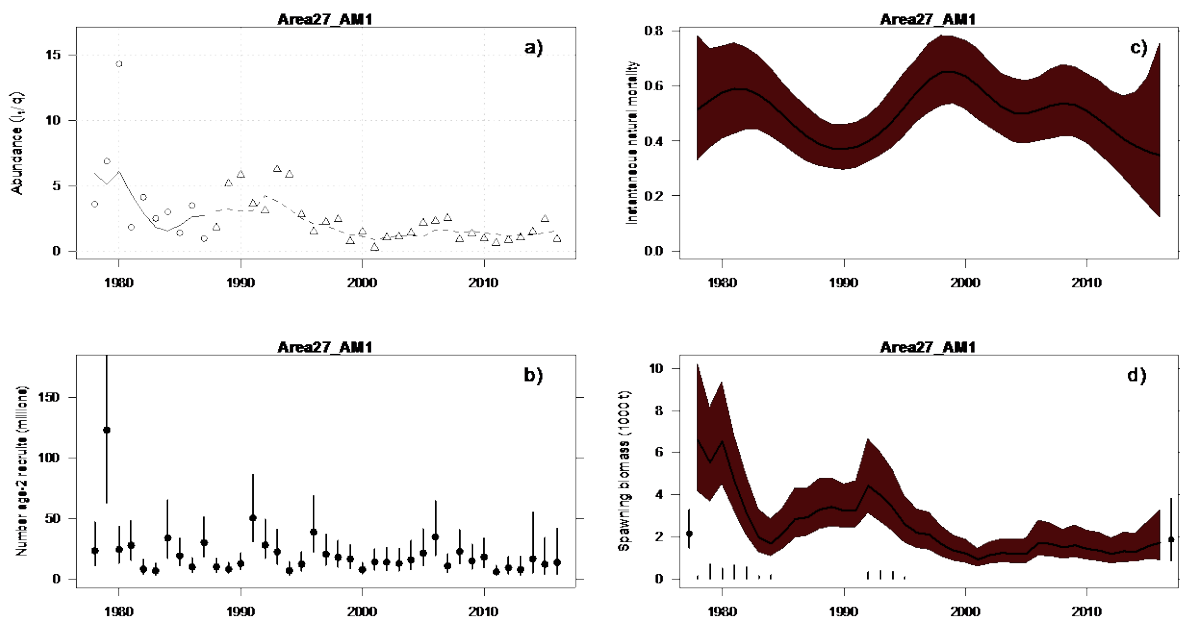 Area27_AM1
a)
Abundance (It/q)
15
10
5
0
1980
1990
2000
2010
Area27_AM1
c)
Instantaneous natural mortality
0.8
0.6
0.4
0.2
0.0
1980
1990
2000
2010
Area27_AM1
b)
Number age-2 recruits (millions)
150
100
50
0
1980
1990
2000
2010
Area27_AM1
d)
Spawning biomass (1000 t)
10
8
6
4
2
0
1980
1990
2000
2010